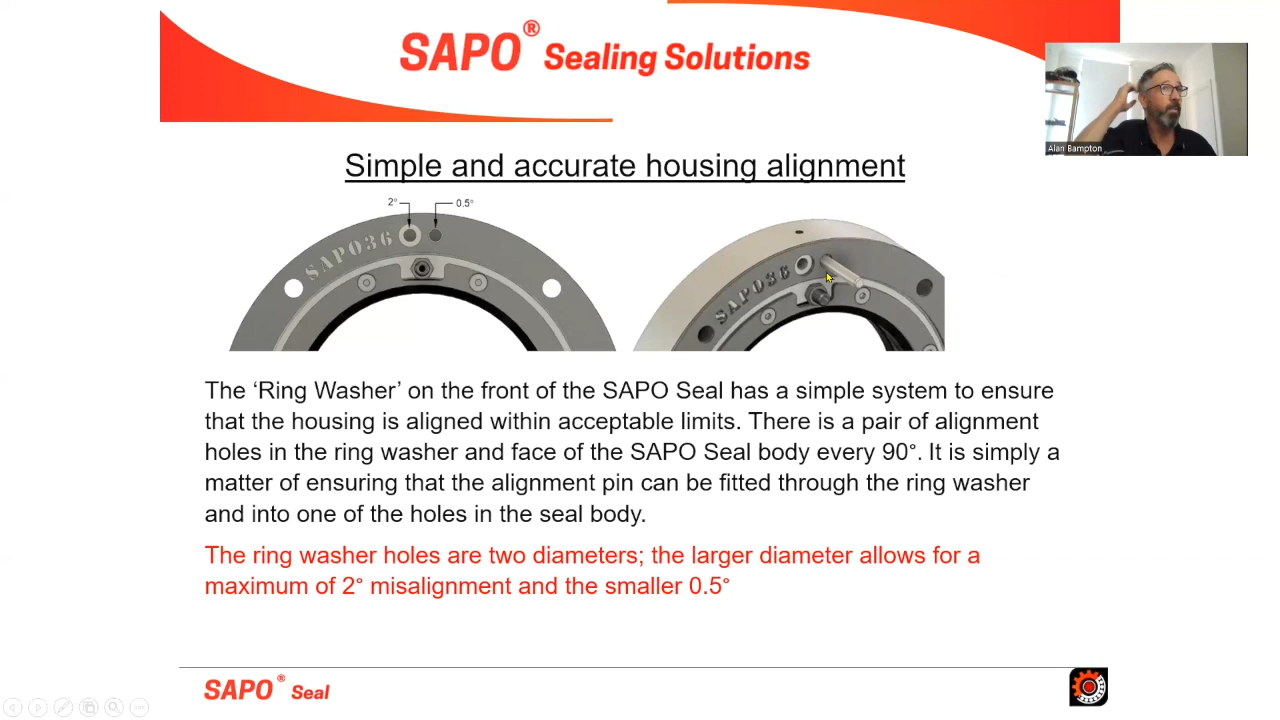 SAPO® Sealing Solutions
Alan Bampton
Simple and accurate housing alignment
2° 0.5°
SAPO36
SAPO36
The ‘Ring Washer’ on the front of the SAPO Seal has a simple system to ensure
that the housing is aligned within acceptable limits. There is a pair of alignment
holes in the ring washer and face of the SAPO Seal body every 90°. It is simply a
matter of ensuring that the alignment pin can be fitted through the ring washer
and into one of the holes in the seal body.
The ring washer holes are two diameters; the larger diameter allows for a
maximum of 2° misalignment and the smaller 0.5°
SAPO® Seal